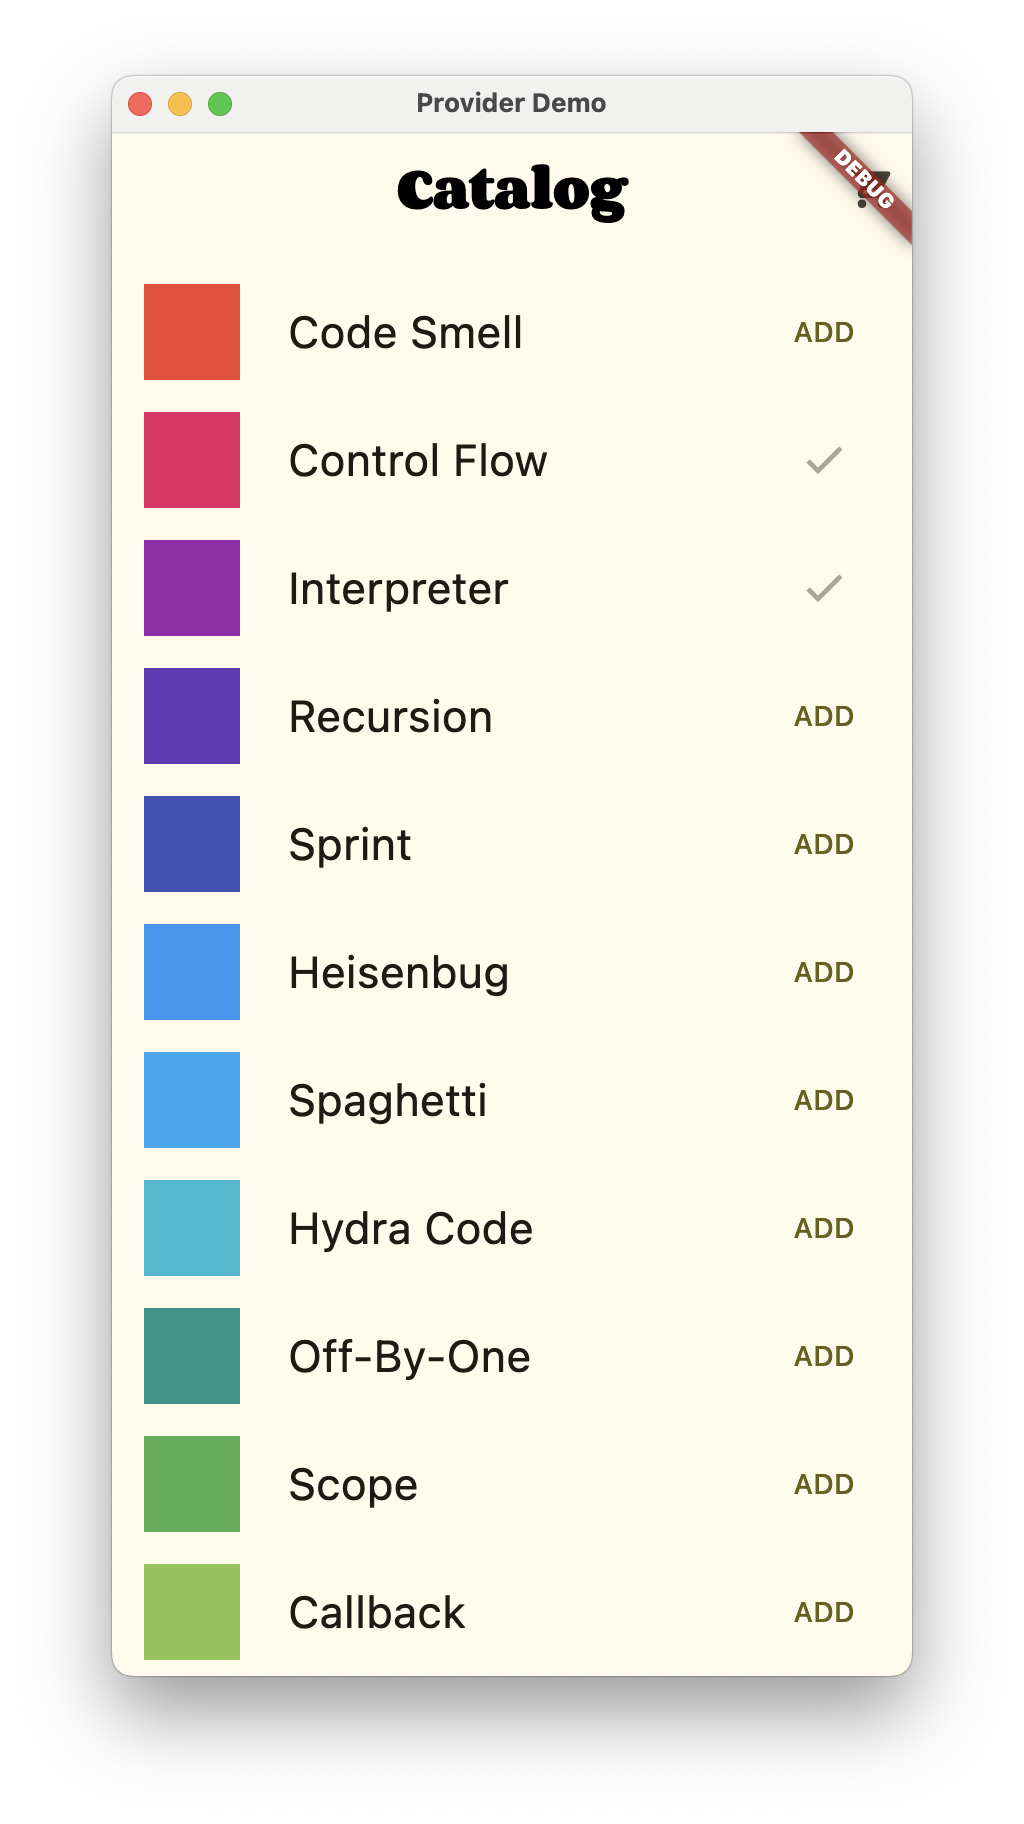 Provider Demo
Catalog
DEBUG
Code Smell
ADD
Control Flow
Interpreter
Recursion
ADD
Sprint
ADD
Heisenbug
ADD
Spaghetti
ADD
Hydra Code
ADD
Off-By-One
ADD
Scope
ADD
Callback
ADD